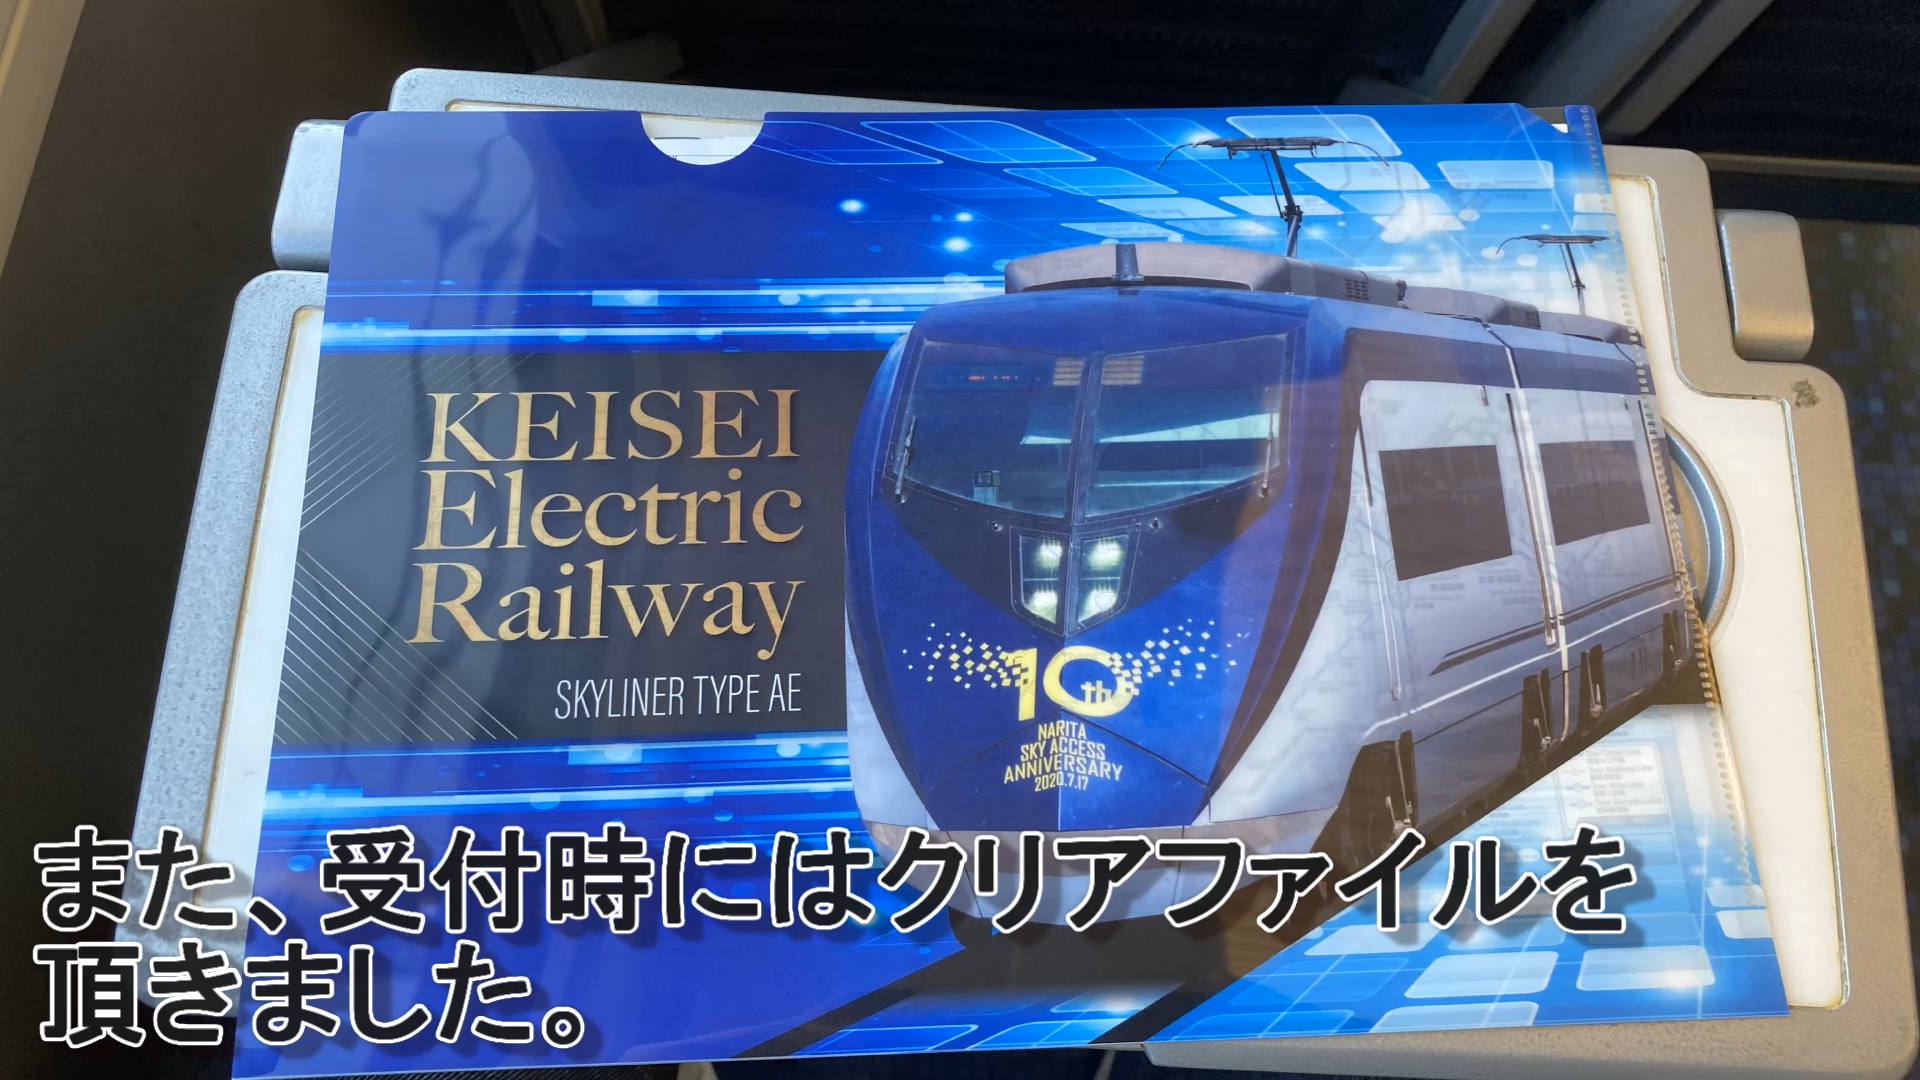 KEISEI
Electric
Railway
SKYLINER TYPE AE
10th
NARITA
SKY ACCESS
ANNIVERSARY
2020.7.17
また、受付時にはクリアファイルを
頂きました。